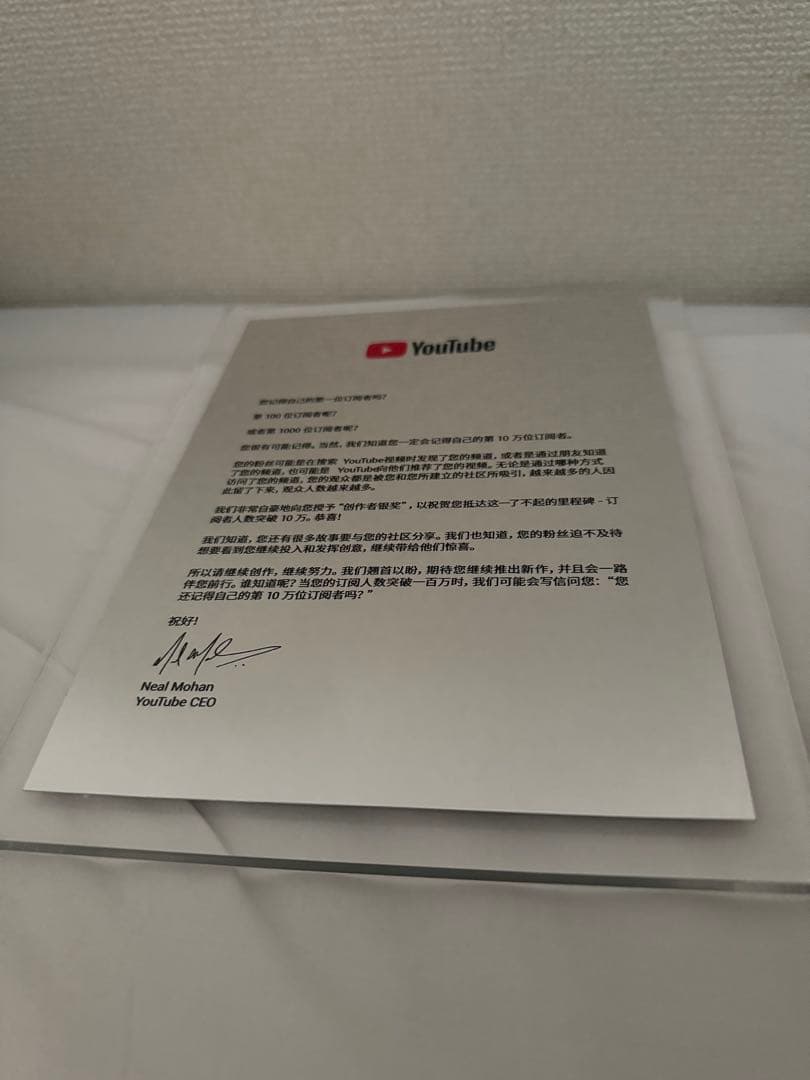 YouTube
您记得自己的第一位订阅者吗？
第 100 位订阅者呢？
或者第 1000 位订阅者呢？
您很有可能记得。当然，我们知道您一定会记得自己的第 10 万位订阅者。
您的粉丝可能是在搜索 YouTube视频时发现了您的频道，或者是通过朋友知道
了您的频道，也可能是 YouTube向他们推荐了您的视频。无论是通过哪种方式
访问了您的频道，您的观众都是被您和您所建立的社区所吸引，越来越多的人因
此留了下来，观众人数越来越多。
我们非常自豪地向您授予“创作者银奖”，以祝贺您抵达这一了不起的里程碑 - 订
阅者人数突破 10 万。恭喜！
我们知道，您还有很多故事要与您的社区分享。我们也知道，您的粉丝迫不及待
想要看到您继续投入和发挥创意，继续带给他们惊喜。
所以请继续创作，继续努力。我们翘首以盼，期待您继续推出新作，并且会一路
伴您前行。谁知道呢？当您的订阅人数突破一百万时，我们可能会写信问您：“您
还记得自己的第 10 万位订阅者吗？”
祝好！
Neal Mohan
YouTube CEO